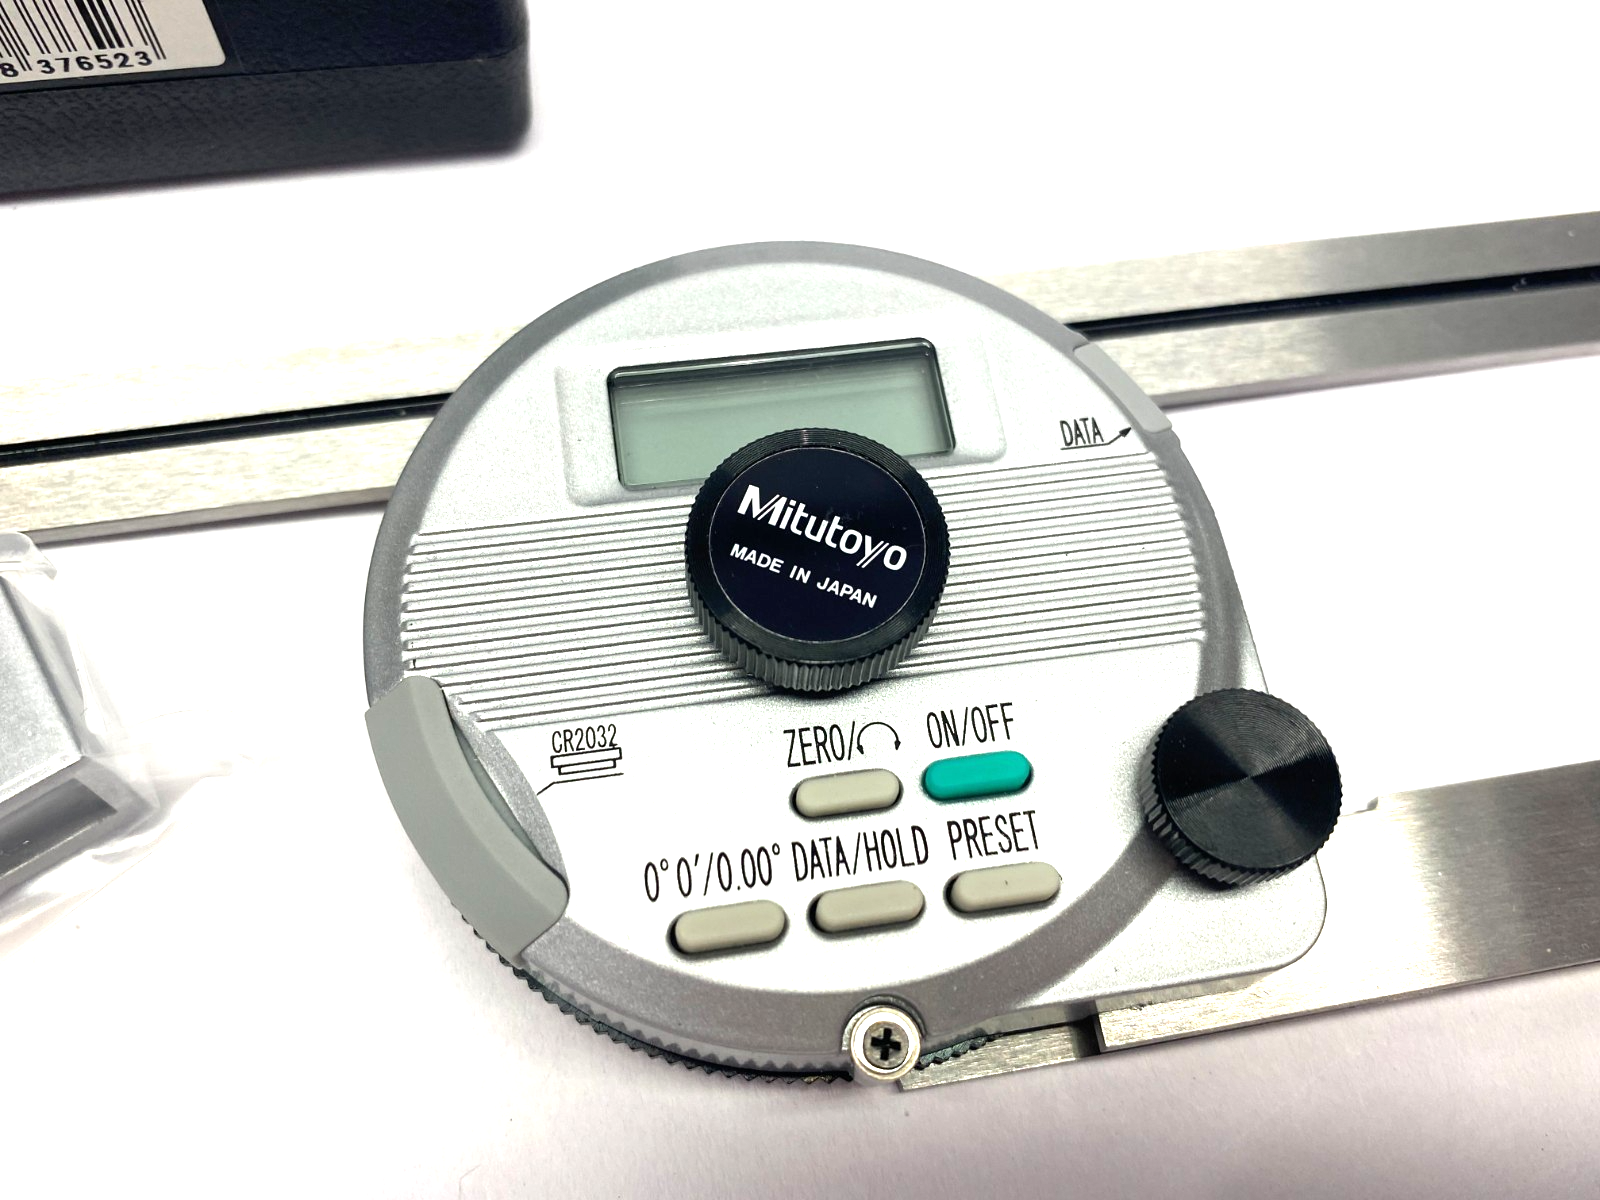 8 376523
DATA
Mitutoyo
MADE IN JAPAN
CR2032
ZERO/
ON/OFF
0° 0′/0.00°
DATA/HOLD
PRESET